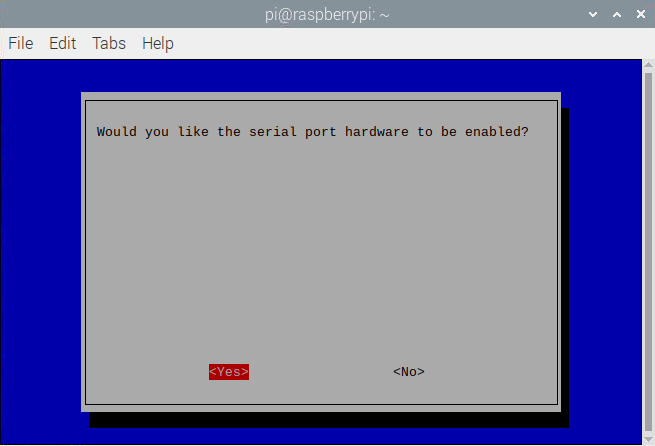 pi@raspberrypi: ~
File Edit Tabs Help
Would you like the serial port hardware to be enabled?
<Yes> <No>